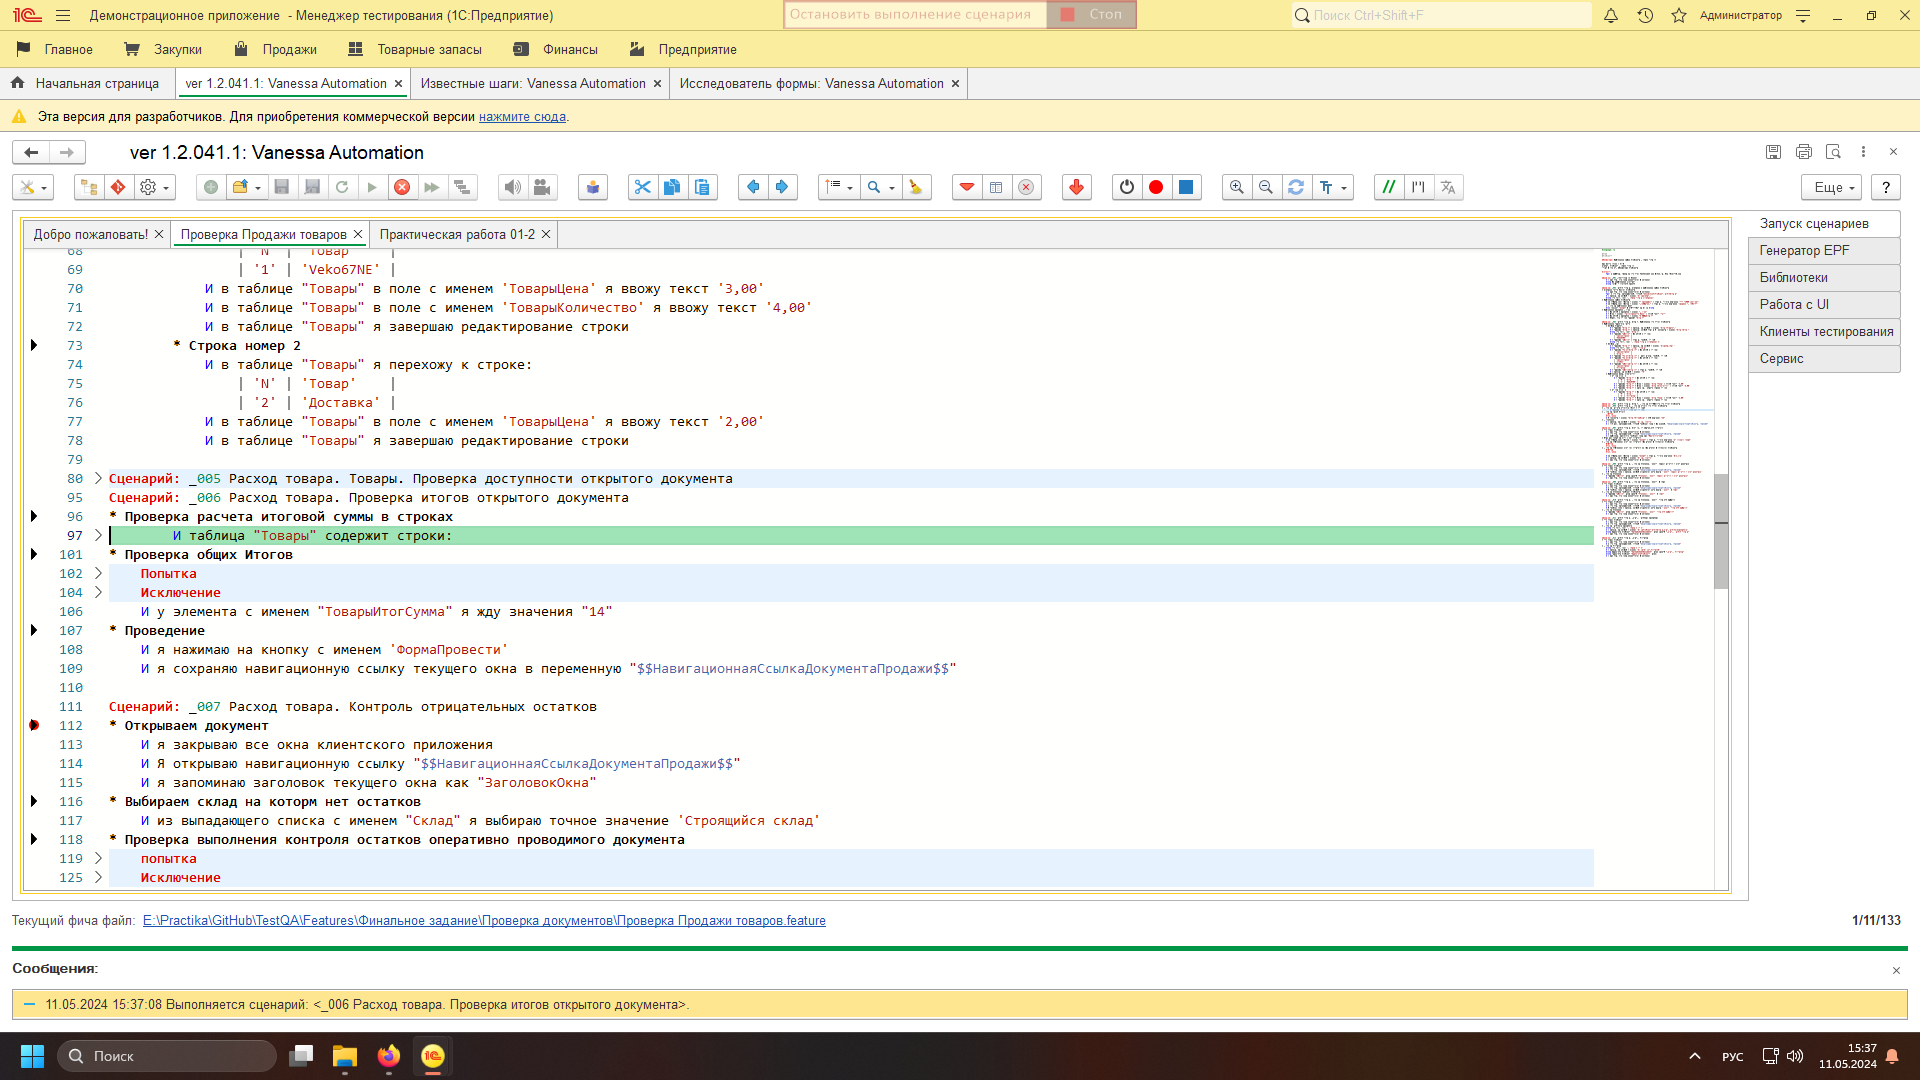 Демонстрационное приложение - Менеджер тестирования (1С:Предприятие)
Остановить выполнение сценария Стоп
Поиск Ctrl+Shift+F
Администратор
Главное Закупки Продажи Товарные запасы Финансы Предприятие
Начальная страница ver 1.2.041.1: Vanessa Automation Известные шаги: Vanessa Automation Исследователь формы: Vanessa Automation
Эта версия для разработчиков. Для приобретения коммерческой версии нажмите сюда.
ver 1.2.041.1: Vanessa Automation
Еще ?
Добро пожаловать! Проверка Продажи товаров Практическая работа 01-2
68 | 'N' | 'Товар' |
69 | '1' | 'Veko67NE' |
70 И в таблице "Товары" в поле с именем 'ТоварыЦена' я ввожу текст '3,00'
71 И в таблице "Товары" в поле с именем 'ТоварыКоличество' я ввожу текст '4,00'
72 И в таблице "Товары" я завершаю редактирование строки
73 * Строка номер 2
74 И в таблице "Товары" я перехожу к строке:
75 | 'N' | 'Товар' |
76 | '2' | 'Доставка' |
77 И в таблице "Товары" в поле с именем 'ТоварыЦена' я ввожу текст '2,00'
78 И в таблице "Товары" я завершаю редактирование строки
79
80 Сценарий: _005 Расход товара. Товары. Проверка доступности открытого документа
95 Сценарий: _006 Расход товара. Проверка итогов открытого документа
96 * Проверка расчета итоговой суммы в строках
97 И таблица "Товары" содержит строки:
101 * Проверка общих Итогов
102 Попытка
104 Исключение
106 И у элемента с именем "ТоварыИтогСумма" я жду значения "14"
107 * Проведение
108 И я нажимаю на кнопку с именем 'ФормаПровести'
109 И я сохраняю навигационную ссылку текущего окна в переменную "$$НавигационнаяСсылкаДокументаПродажи$$"
110
111 Сценарий: _007 Расход товара. Контроль отрицательных остатков
112 * Открываем документ
113 И я закрываю все окна клиентского приложения
114 И Я открываю навигационную ссылку "$$НавигационнаяСсылкаДокументаПродажи$$"
115 И я запоминаю заголовок текущего окна как "ЗаголовокОкна"
116 * Выбираем склад на котором нет остатков
117 И из выпадающего списка с именем "Склад" я выбираю точное значение 'Строящийся склад'
118 * Проверка выполнения контроля остатков оперативно проводимого документа
119 попытка
125 Исключение
Запуск сценариев
Генератор EPF
Библиотеки
Работа с UI
Клиенты тестирования
Сервис
Текущий фича файл: E:\Practika\GitHub\TestQA\Features\Финальное задание\Проверка документов\Проверка Продажи товаров.feature
1/11/133
Сообщения:
11.05.2024 15:37:08 Выполняется сценарий: <_006 Расход товара. Проверка итогов открытого документа>.
Поиск
РУС
15:37
11.05.2024